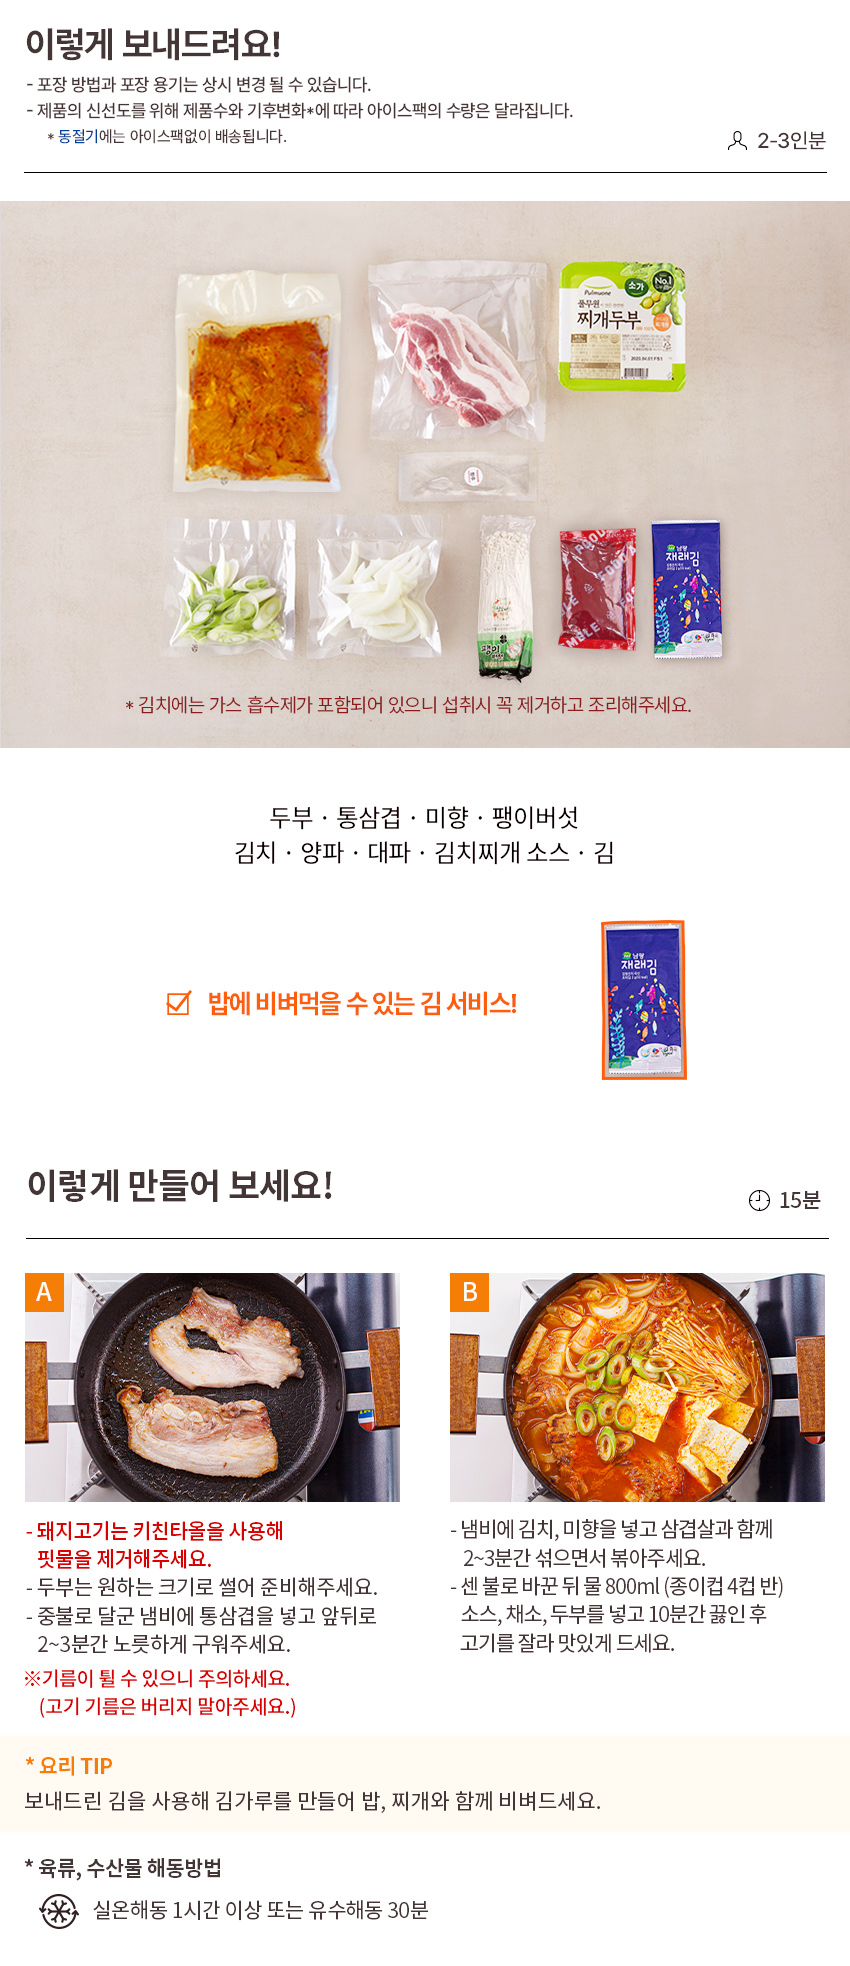 이렇게 보내드려요!
- 포장 방법과 포장 용기는 상시 변경 될 수 있습니다.
- 제품의 신선도를 위해 제품수와 기후변화*에 따라 아이스팩의 수량은 달라집니다.
* 동절기에는 아이스팩없이 배송됩니다.
2-3인분
Pulmuone
소가
No.1
풀무원
찌개두부
팽이
남광
재래김
* 김치에는 가스 흡수제가 포함되어 있으니 섭취시 꼭 제거하고 조리해주세요.
두부 · 통삼겹 · 미향 · 팽이버섯
김치 · 양파 · 대파 · 김치찌개 소스 · 김
밥에 비벼먹을 수 있는 김 서비스!
남광
재래김
이렇게 만들어 보세요!
15분
A
B
- 돼지고기는 키친타올을 사용해
핏물을 제거해주세요.
- 두부는 원하는 크기로 썰어 준비해주세요.
- 중불로 달군 냄비에 통삼겹을 넣고 앞뒤로
2~3분간 노릇하게 구워주세요.
※기름이 튈 수 있으니 주의하세요.
(고기 기름은 버리지 말아주세요.)
- 냄비에 김치, 미향을 넣고 삼겹살과 함께
2~3분간 섞으면서 볶아주세요.
- 센 불로 바꾼 뒤 물 800ml (종이컵 4컵 반)
소스, 채소, 두부를 넣고 10분간 끓인 후
고기를 잘라 맛있게 드세요.
* 요리 TIP
보내드린 김을 사용해 김가루를 만들어 밥, 찌개와 함께 비벼드세요.
* 육류, 수산물 해동방법
실온해동 1시간 이상 또는 유수해동 30분